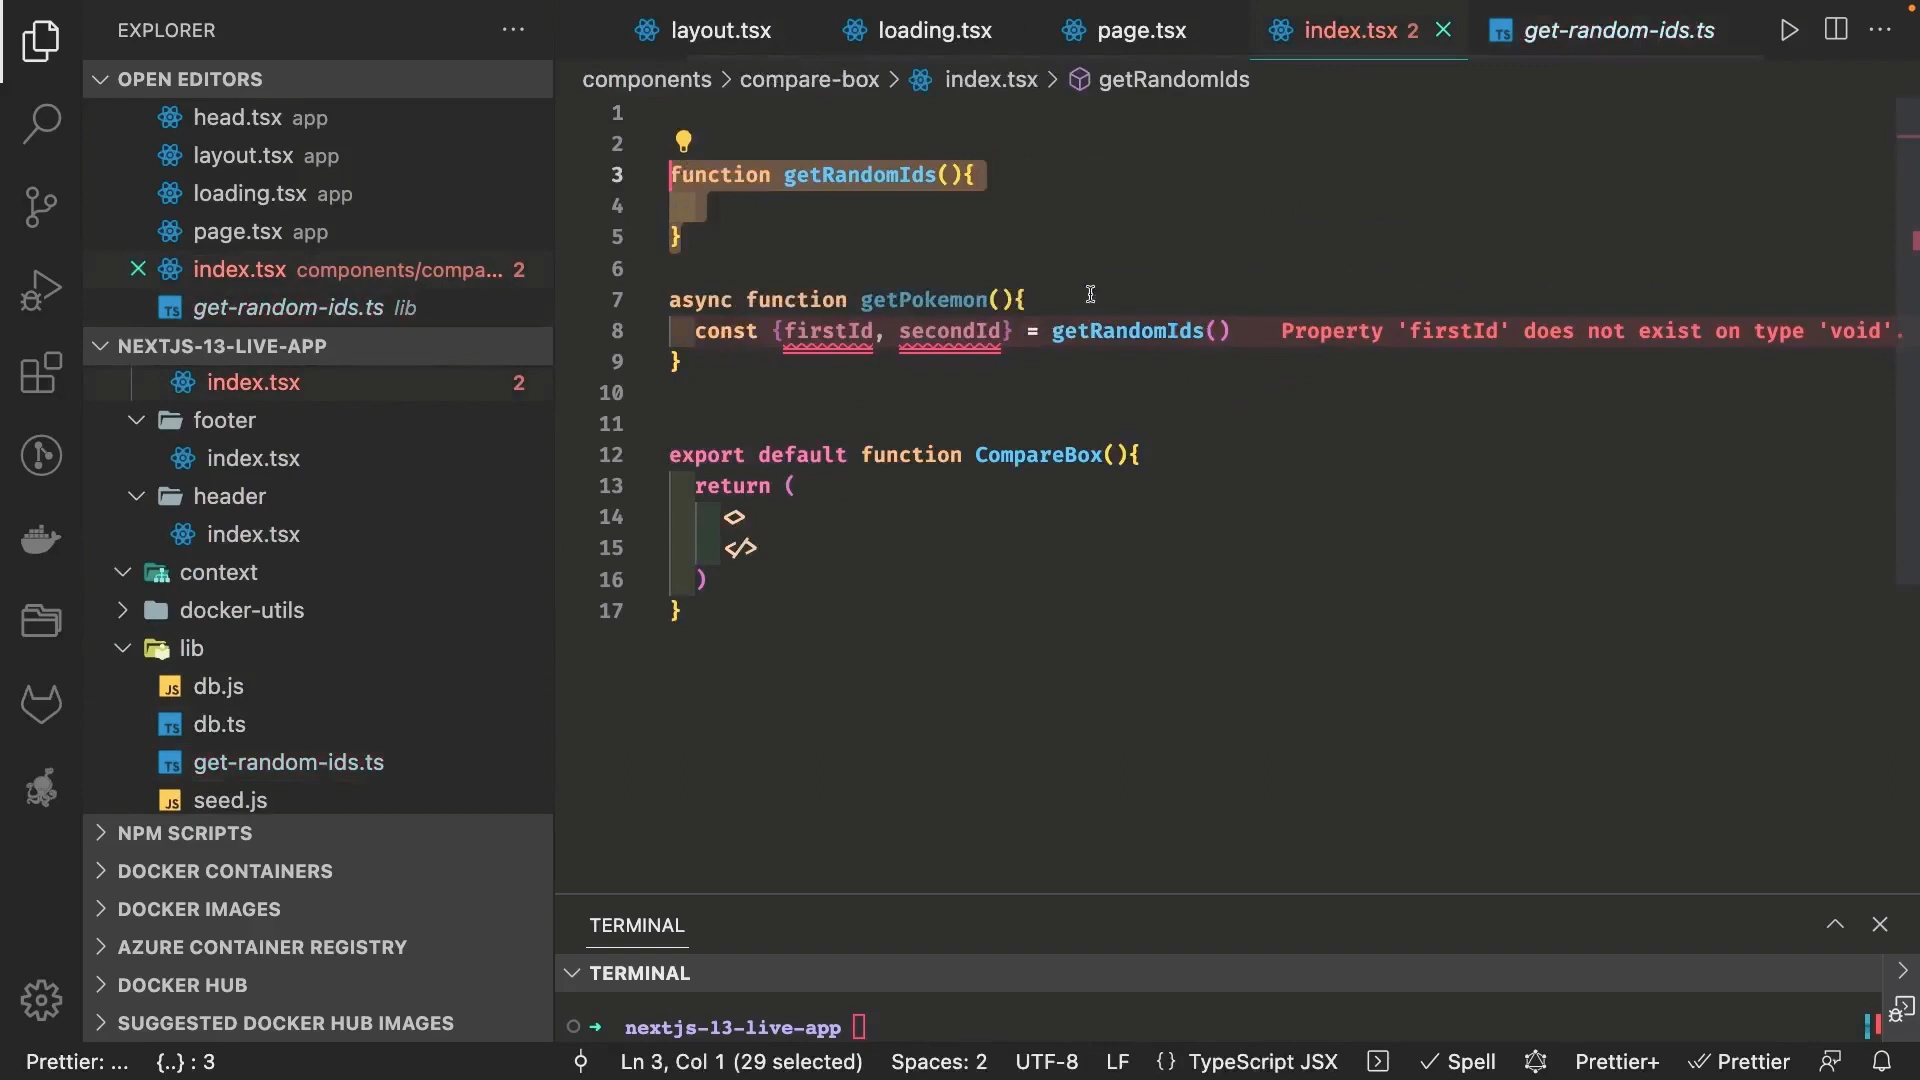 EXPLORER
OPEN EDITORS
head.tsx app
layout.tsx app
loading.tsx app
page.tsx app
index.tsx components/compa... 2
get-random-ids.ts lib
NEXTJS-13-LIVE-APP
index.tsx 2
footer
index.tsx
header
index.tsx
context
docker-utils
lib
db.js
db.ts
get-random-ids.ts
seed.js
NPM SCRIPTS
DOCKER CONTAINERS
DOCKER IMAGES
AZURE CONTAINER REGISTRY
DOCKER HUB
SUGGESTED DOCKER HUB IMAGES
layout.tsx loading.tsx page.tsx index.tsx 2 get-random-ids.ts
components > compare-box > index.tsx > getRandomIds
1
2
3 function getRandomIds(){
4
5 }
6
7 async function getPokemon(){
8 const {firstId, secondId} = getRandomIds() Property 'firstId' does not exist on type 'void'.
9 }
10
11
12 export default function CompareBox(){
13 return (
14 <>
15 </>
16 )
17 }
TERMINAL
TERMINAL
nextjs-13-live-app
Prettier: ... {..} : 3 Ln 3, Col 1 (29 selected) Spaces: 2 UTF-8 LF {} TypeScript JSX Spell Prettier+ Prettier